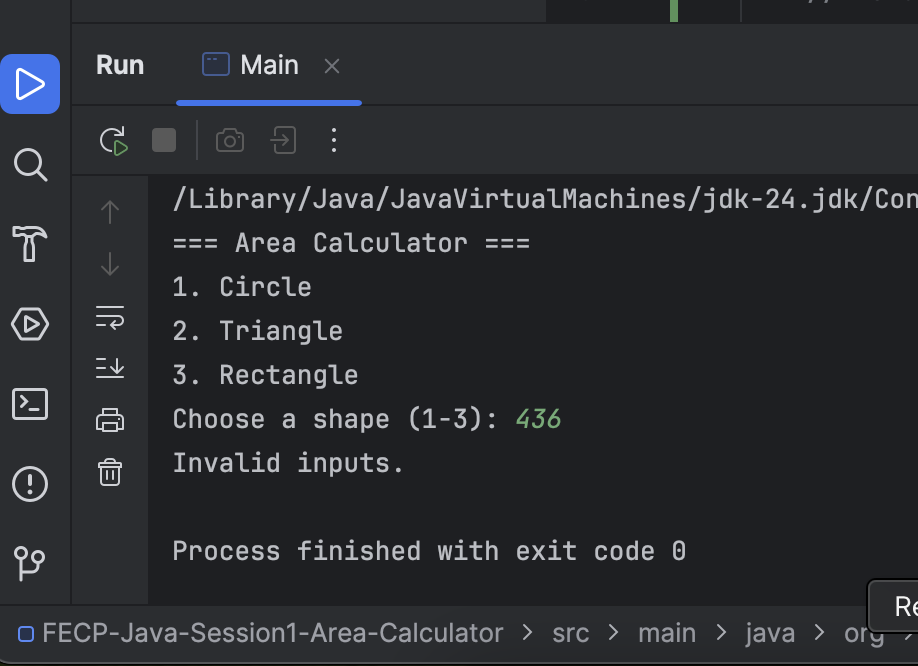 Run Main
/Library/Java/JavaVirtualMachines/jdk-24.jdk/Con
=== Area Calculator ===
1. Circle
2. Triangle
3. Rectangle
Choose a shape (1-3): 436
Invalid inputs.
Process finished with exit code 0
Re
FECP-Java-Session1-Area-Calculator > src > main > java > org >